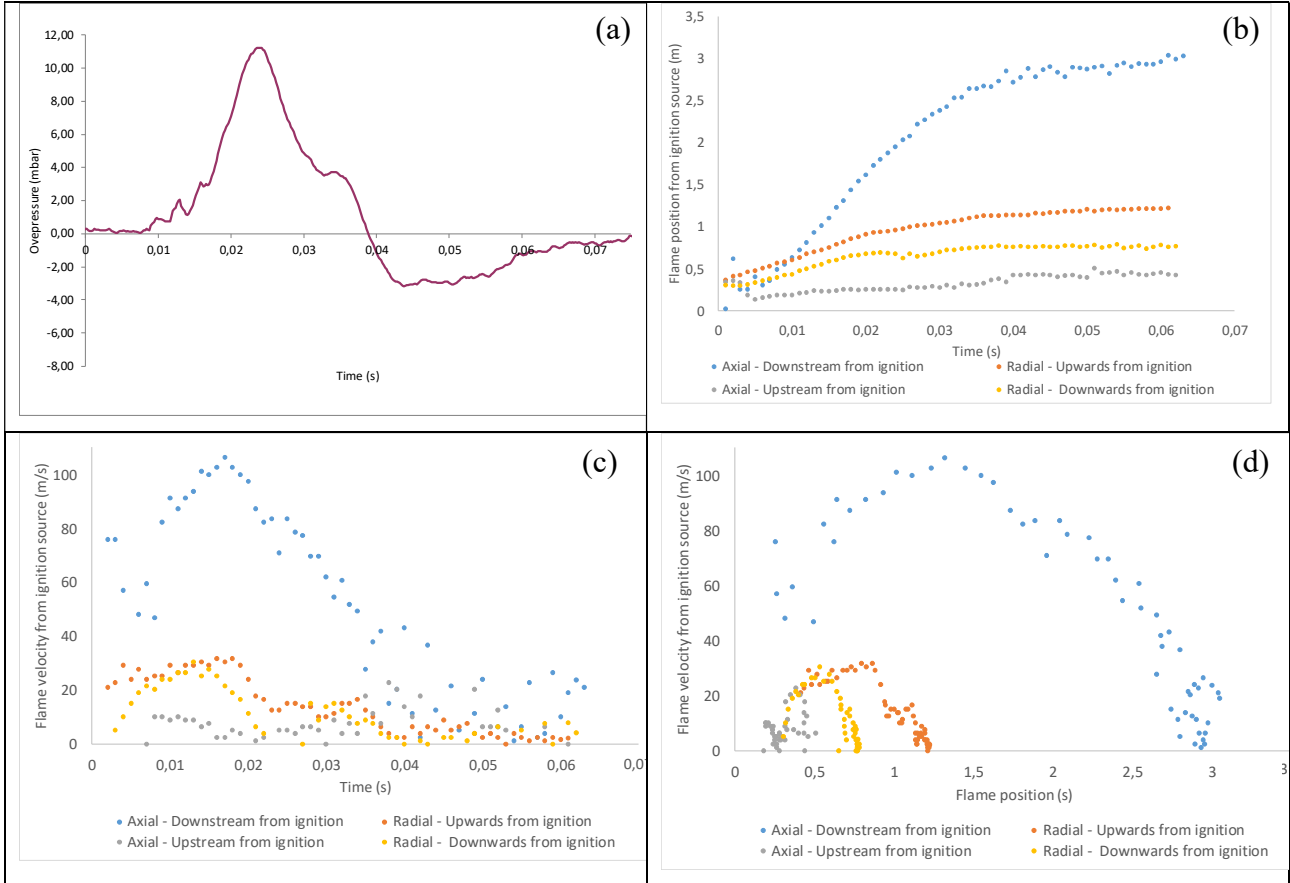 (a)
12,00
10,00
8,00
6,00
4,00
2,00
0,00
-2,00
-4,00
-6,00
-8,00
0 0,01 0,02 0,03 0,04 0,05 0,06 0,07
Ovepressure (mbar)
Time (s)
(b)
3,5
3
2,5
2
1,5
1
0,5
0
0 0,01 0,02 0,03 0,04 0,05 0,06 0,07
Flame position from ignition source (m)
Time (s)
Axial - Downstream from ignition Radial - Upwards from ignition
Axial - Upstream from ignition Radial - Downwards from ignition
(c)
100
80
60
40
20
0
0 0,01 0,02 0,03 0,04 0,05 0,06 0,0
Flame velocity from ignition source (m/s)
Time (s)
Axial - Downstream from ignition Radial - Upwards from ignition
Axial - Upstream from ignition Radial - Downwards from ignition
(d)
100
80
60
40
20
0
0 0,5 1 1,5 2 2,5 3 3
Flame velocity from ignition source (m/s)
Flame position (s)
Axial - Downstream from ignition Radial - Upwards from ignition
Axial - Upstream from ignition Radial - Downwards from ignition